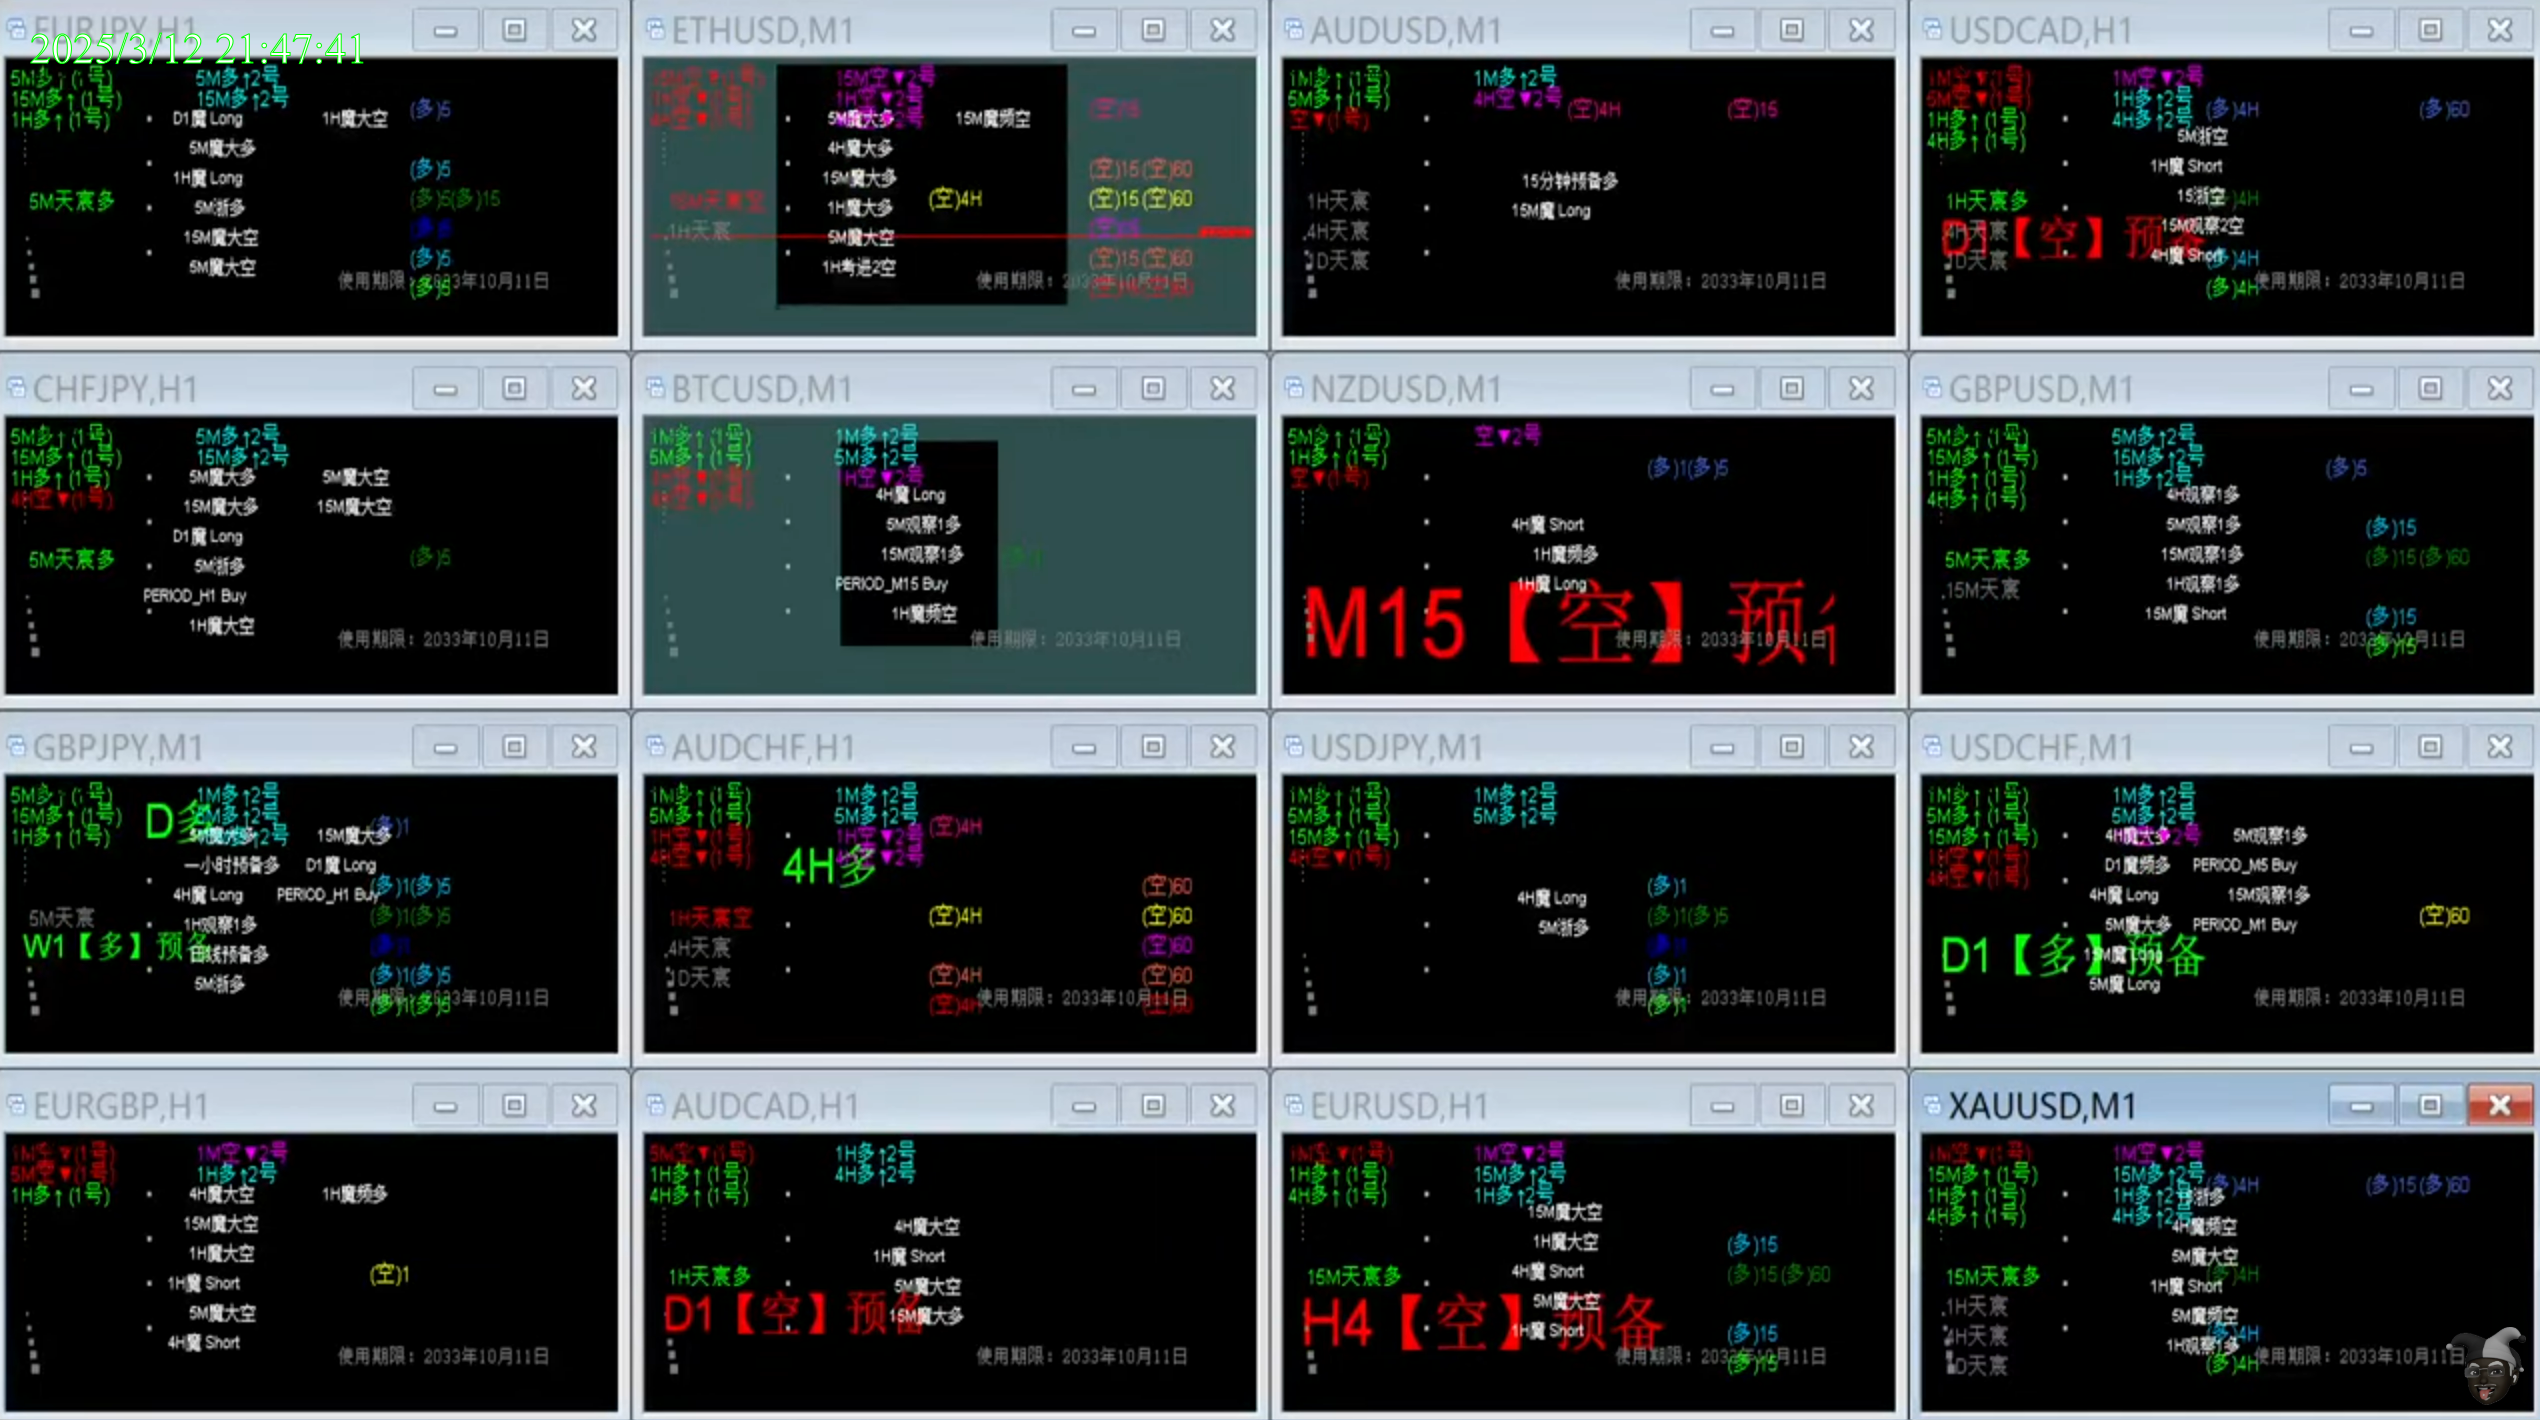 EURJPY,H1
2025/3/12 21:47:41
5M多↑(1号) 5M多↑2号
15M多↑(1号) 15M多↑2号
1H多↑(1号)
D1魔 Long 1H魔大空 (多)5
5M魔大多
1H魔 Long (多)5
5M天宸多 5M浙多 (多)5(多)15
15M魔大空
5M魔大空 (多)5
使用期限：2033年10月11日
ETHUSD,M1
15M空▼2号
1H空▼2号
5M魔大多 15M魔频空 (空)15
4H魔大多
15M魔大多 (空)15(空)60
1H魔大多 (空)4H (空)15(空)60
1H天宸 5M魔大空
1H考进2空 (空)15(空)60
使用期限：2033年10月11日
AUDUSD,M1
1M多↑(1号) 1M多↑2号
5M多↑(1号) 4H空▼2号 (空)4H (空)15
空▼(1号)
15分钟预备多
1H天宸 15M魔 Long
4H天宸
1D天宸
使用期限：2033年10月11日
USDCAD,H1
1M空▼(1号) 1M空▼2号
5M空▼(1号) 1H多↑2号 (多)4H (多)60
1H多↑(1号) 4H多↑2号
4H多↑(1号) 5M浙空
1H魔 Short
1H天宸多 15浙空
D1【空】预备
15M观察2空
4H魔 Short (多)4H
(多)4H
使用期限：2033年10月11日
CHFJPY,H1
5M多↑(1号) 5M多↑2号
15M多↑(1号) 15M多↑2号
1H多↑(1号) 5M魔大多 5M魔大空
4H空▼(1号) 15M魔大多 15M魔大空
D1魔 Long
5M天宸多 5M浙多 (多)5
PERIOD_H1 Buy
1H魔大空
使用期限：2033年10月11日
BTCUSD,M1
1M多↑(1号) 1M多↑2号
5M多↑(1号) 5M多↑2号
1H空▼2号
4H魔 Long
5M观察1多
15M观察1多
PERIOD_M15 Buy
1H魔频空
使用期限：2033年10月11日
NZDUSD,M1
5M多↑(1号) 空▼2号
1H多↑(1号) (多)1(多)5
空▼(1号)
4H魔 Short
1H魔频多
1H魔 Long
M15【空】预
使用期限：2033年10月11日
GBPUSD,M1
5M多↑(1号) 5M多↑2号
15M多↑(1号) 15M多↑2号 (多)5
1H多↑(1号) 1H多↑2号
4H多↑(1号) 4H观察1多
5M观察1多 (多)15
5M天宸多 15M观察1多 (多)15(多)60
15M天宸 1H观察1多
15M魔 Short (多)15
(多)15
使用期限：2033年10月11日
GBPJPY,M1
5M多↑(1号) 1M多↑2号
15M多↑(1号) D多
1H多↑(1号) 5M魔大多 15M魔大多 (多)1
一小时预备多 D1魔 Long
4H魔 Long PERIOD_H1 Buy (多)1(多)5
5M天宸 1H观察1多 (多)1(多)5
W1【多】预备 日线预备多
5M浙多 (多)1(多)5
(多)1(多)5
使用期限：2033年10月11日
AUDCHF,H1
1M多↑(1号) 1M多↑2号
5M多↑(1号) 5M多↑2号 (空)4H
1H空▼(1号) 1H空▼2号
4H空▼(1号) 4H多
(空)60
1H天宸空 (空)4H (空)60
4H天宸 (空)60
1D天宸 (空)4H (空)60
(空)4H (空)60
使用期限：2033年10月11日
USDJPY,M1
1M多↑(1号) 1M多↑2号
5M多↑(1号) 5M多↑2号
15M多↑(1号)
4H空▼(1号)
4H魔 Long (多)1
5M浙多 (多)1(多)5
(多)1
(多)1
使用期限：2033年10月11日
USDCHF,M1
1M多↑(1号) 1M多↑2号
5M多↑(1号) 5M多↑2号
15M多↑(1号) 4H魔大多 5M观察1多
D1魔频多 PERIOD_M5 Buy
4H魔 Long 15M观察1多
5M魔大多 PERIOD_M1 Buy (空)60
D1【多】预备 15M魔 Long
5M魔 Long
使用期限：2033年10月11日
EURGBP,H1
1M空▼(1号) 1M空▼2号
5M空▼(1号) 1H多↑2号
1H多↑(1号) 4H魔大空 1H魔频多
15M魔大空
1H魔大空
1H魔 Short (空)1
5M魔大空
4H魔 Short
使用期限：2033年10月11日
AUDCAD,H1
5M空▼(1号) 1H多↑2号
1H多↑(1号) 4H多↑2号
4H多↑(1号)
4H魔大空
1H魔 Short
1H天宸多 5M魔大空
D1【空】预备 15M魔大多
使用期限：2033年10月11日
EURUSD,H1
1M空▼(1号) 1M空▼2号
1H多↑(1号) 15M多↑2号
4H多↑(1号) 1H多↑2号
15M魔大空
1H魔大空 (多)15
15M天宸多 4H魔 Short (多)15(多)60
5M魔大空
H4【空】预备 1H魔 Short (多)15
(多)15
使用期限：2033年10月11日
XAUUSD,M1
1M空▼(1号) 1M空▼2号
15M多↑(1号) 15M多↑2号 (多)4H (多)15(多)60
1H多↑(1号) 1H多↑2号
4H多↑(1号) 4H多↑2号 4H魔频空
5M魔大空
15M天宸多 1H魔 Short (多)4H
1H天宸 5M魔频空
4H天宸 1H观察1多 (多)4H
1D天宸 (多)4H
使用期限：2033年10月11日